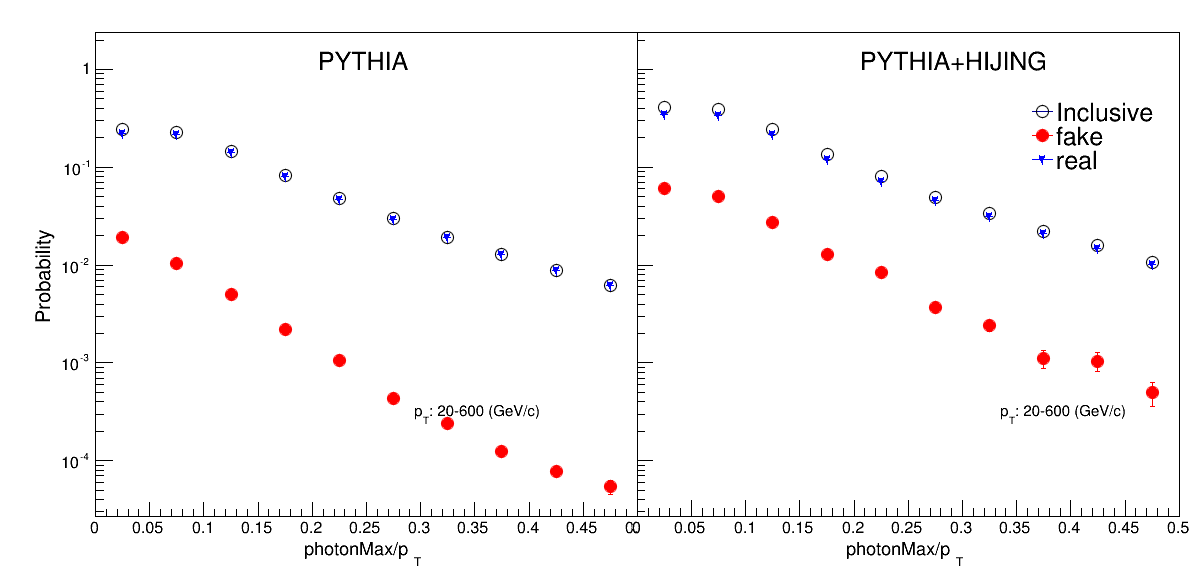 PYTHIA
PYTHIA+HIJING
Inclusive
fake
real
Probability
1
10⁻¹
10⁻²
10⁻³
10⁻⁴
p_T: 20-600 (GeV/c)
p_T: 20-600 (GeV/c)
0 0.05 0.1 0.15 0.2 0.25 0.3 0.35 0.4 0.45
0.05 0.1 0.15 0.2 0.25 0.3 0.35 0.4 0.45 0.5
photonMax/p_T
photonMax/p_T